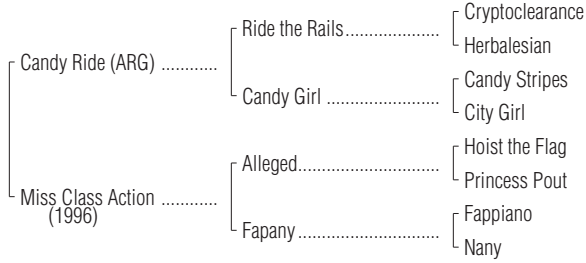 Cryptoclearance
Ride the Rails....................
Herbalesian
Candy Ride (ARG) ............
Candy Stripes
Candy Girl ........................
City Girl
Hoist the Flag
Alleged..............................
Princess Pout
Miss Class Action ............
(1996)
Fappiano
Fapany..............................
Nany